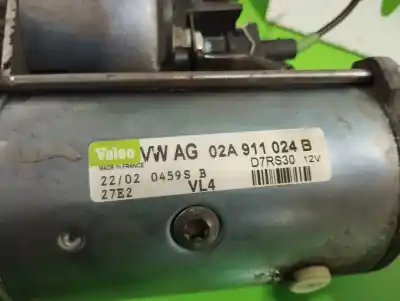 Valeo VW AG 02A 911 024 B
MADE IN FRANCE D7RS30 12V
22/02 0459S B
27E2 VL4